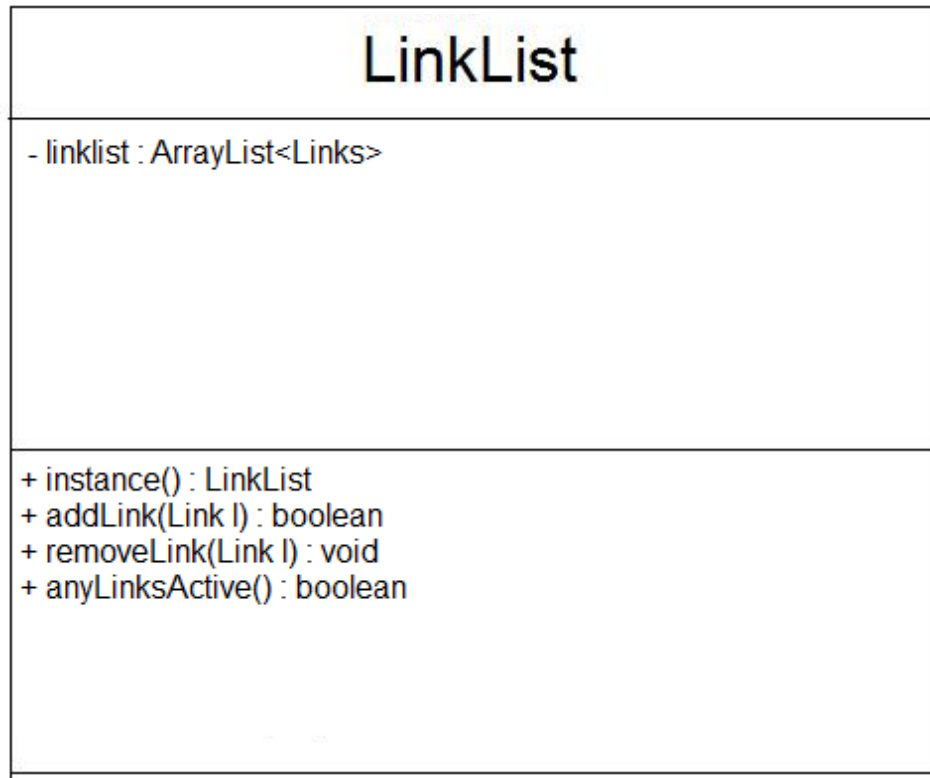 LinkList
- linklist : ArrayList<Links>
+ instance() : LinkList
+ addLink(Link l) : boolean
+ removeLink(Link l) : void
+ anyLinksActive() : boolean